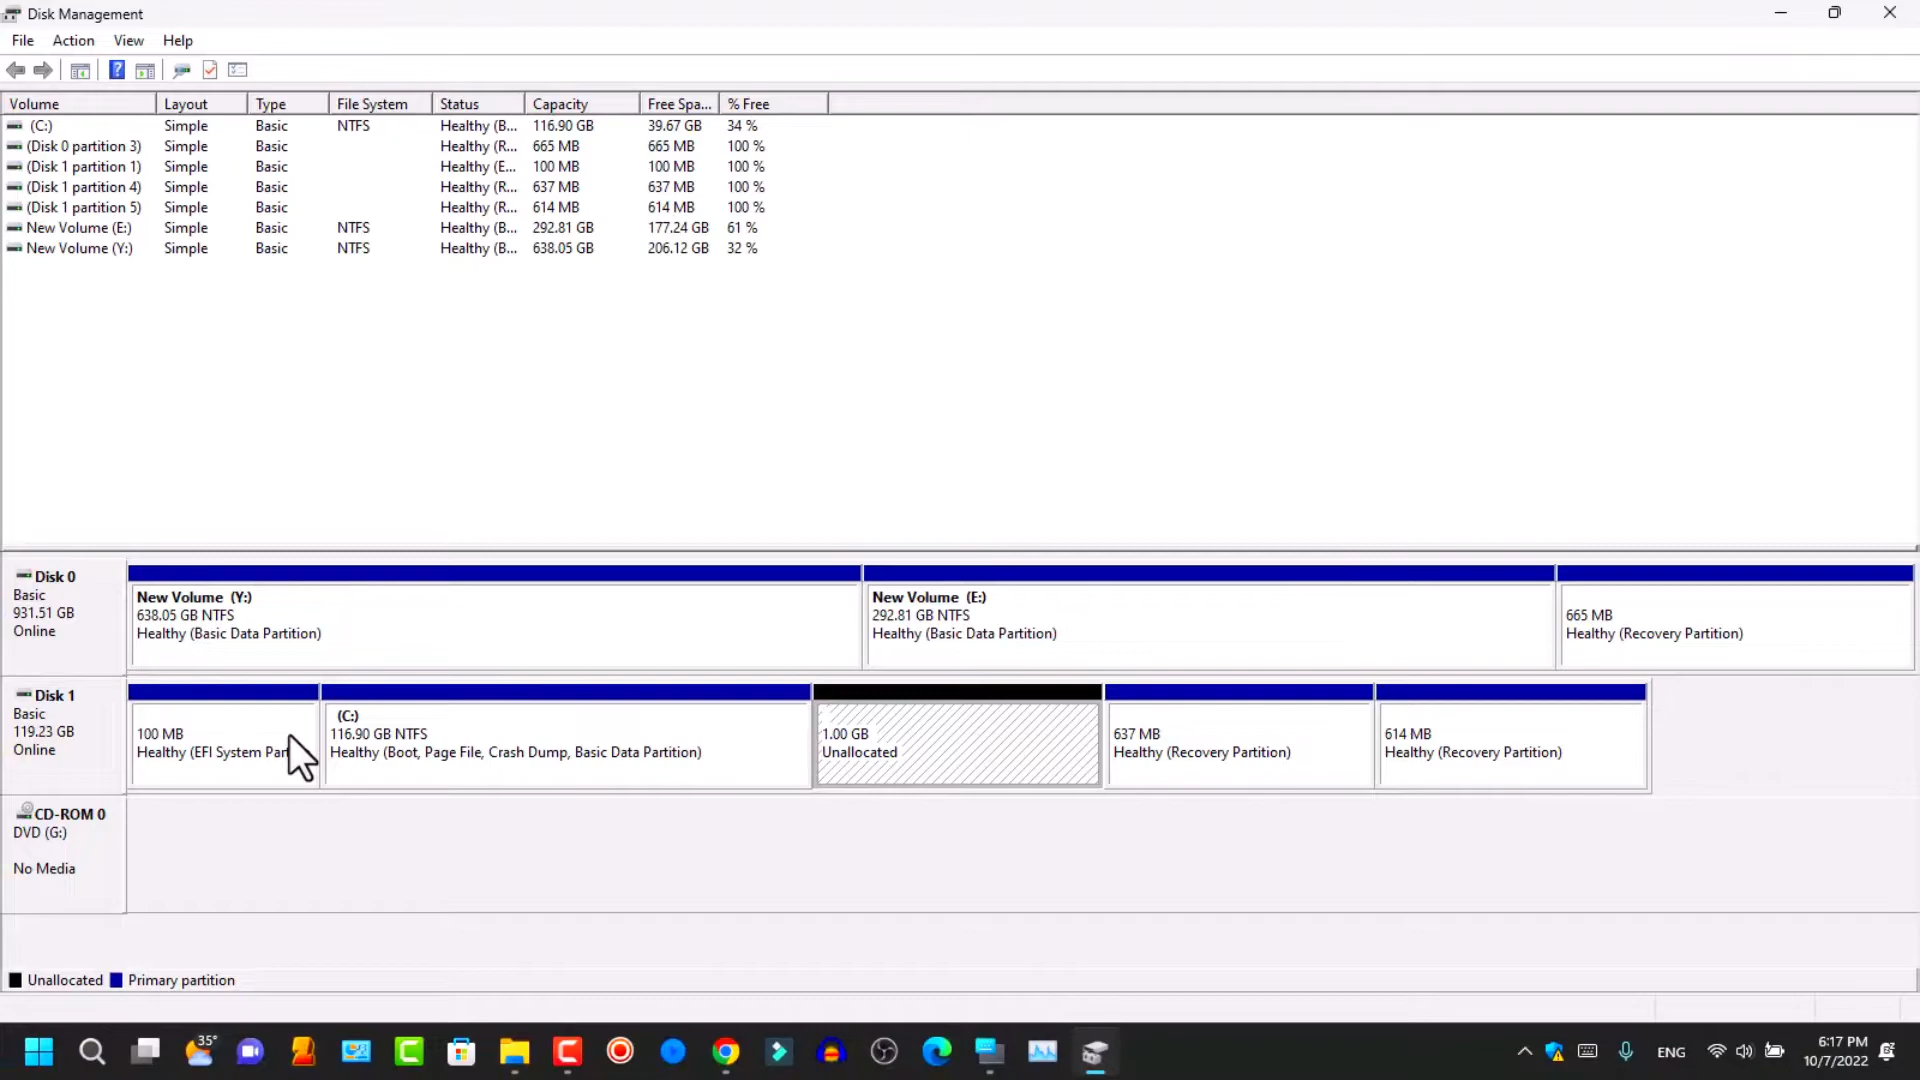 Disk Management
File Action View Help
Volume Layout Type File System Status Capacity Free Spa... % Free
(C:) Simple Basic NTFS Healthy (B... 116.90 GB 39.67 GB 34 %
(Disk 0 partition 3) Simple Basic Healthy (R... 665 MB 665 MB 100 %
(Disk 1 partition 1) Simple Basic Healthy (E... 100 MB 100 MB 100 %
(Disk 1 partition 4) Simple Basic Healthy (R... 637 MB 637 MB 100 %
(Disk 1 partition 5) Simple Basic Healthy (R... 614 MB 614 MB 100 %
New Volume (E:) Simple Basic NTFS Healthy (B... 292.81 GB 177.24 GB 61 %
New Volume (Y:) Simple Basic NTFS Healthy (B... 638.05 GB 206.12 GB 32 %
Disk 0
Basic
931.51 GB
Online
New Volume (Y:)
638.05 GB NTFS
Healthy (Basic Data Partition)
New Volume (E:)
292.81 GB NTFS
Healthy (Basic Data Partition)
665 MB
Healthy (Recovery Partition)
Disk 1
Basic
119.23 GB
Online
100 MB
Healthy (EFI System Part
(C:)
116.90 GB NTFS
Healthy (Boot, Page File, Crash Dump, Basic Data Partition)
1.00 GB
Unallocated
637 MB
Healthy (Recovery Partition)
614 MB
Healthy (Recovery Partition)
CD-ROM 0
DVD (G:)
No Media
Unallocated Primary partition
35°
ENG
6:17 PM
10/7/2022